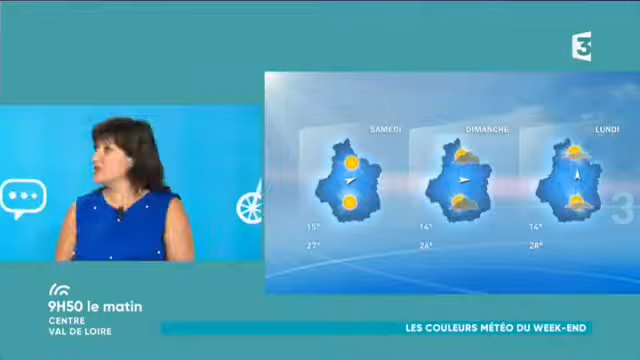 3
SAMEDI
DIMANCHE
LUNDI
15°
14°
14°
27°
26°
28°
3
9H50 le matin
CENTRE
VAL DE LOIRE
LES COULEURS MÉTÉO DU WEEK-END